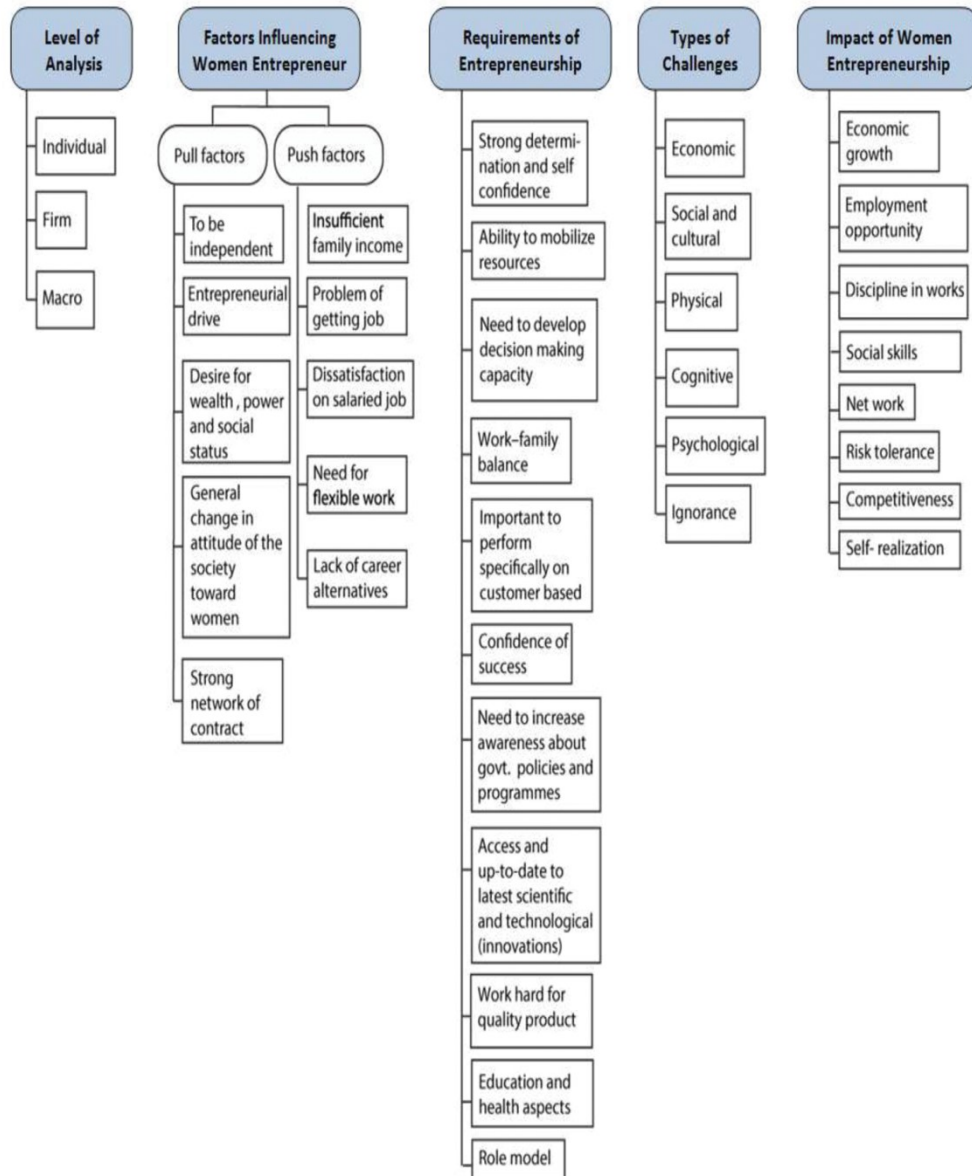 Level of
Analysis
Individual
Firm
Macro
Factors Influencing
Women Entrepreneur
Pull factors
To be
independent
Entrepreneurial
drive
Desire for
wealth , power
and social
status
General
change in
attitude of the
society
toward
women
Strong
network of
contract
Push factors
Insufficient
family income
Problem of
getting job
Dissatisfaction
on salaried job
Need for
flexible work
Lack of career
alternatives
Requirements of
Entrepreneurship
Strong determi-
nation and self
confidence
Ability to mobilize
resources
Need to develop
decision making
capacity
Work–family
balance
Important to
perform
specifically on
customer based
Confidence of
success
Need to increase
awareness about
govt. policies and
programmes
Access and
up-to-date to
latest scientific
and technological
(innovations)
Work hard for
quality product
Education and
health aspects
Role model
Types of
Challenges
Economic
Social and
cultural
Physical
Cognitive
Psychological
Ignorance
Impact of Women
Entrepreneurship
Economic
growth
Employment
opportunity
Discipline in works
Social skills
Net work
Risk tolerance
Competitiveness
Self- realization